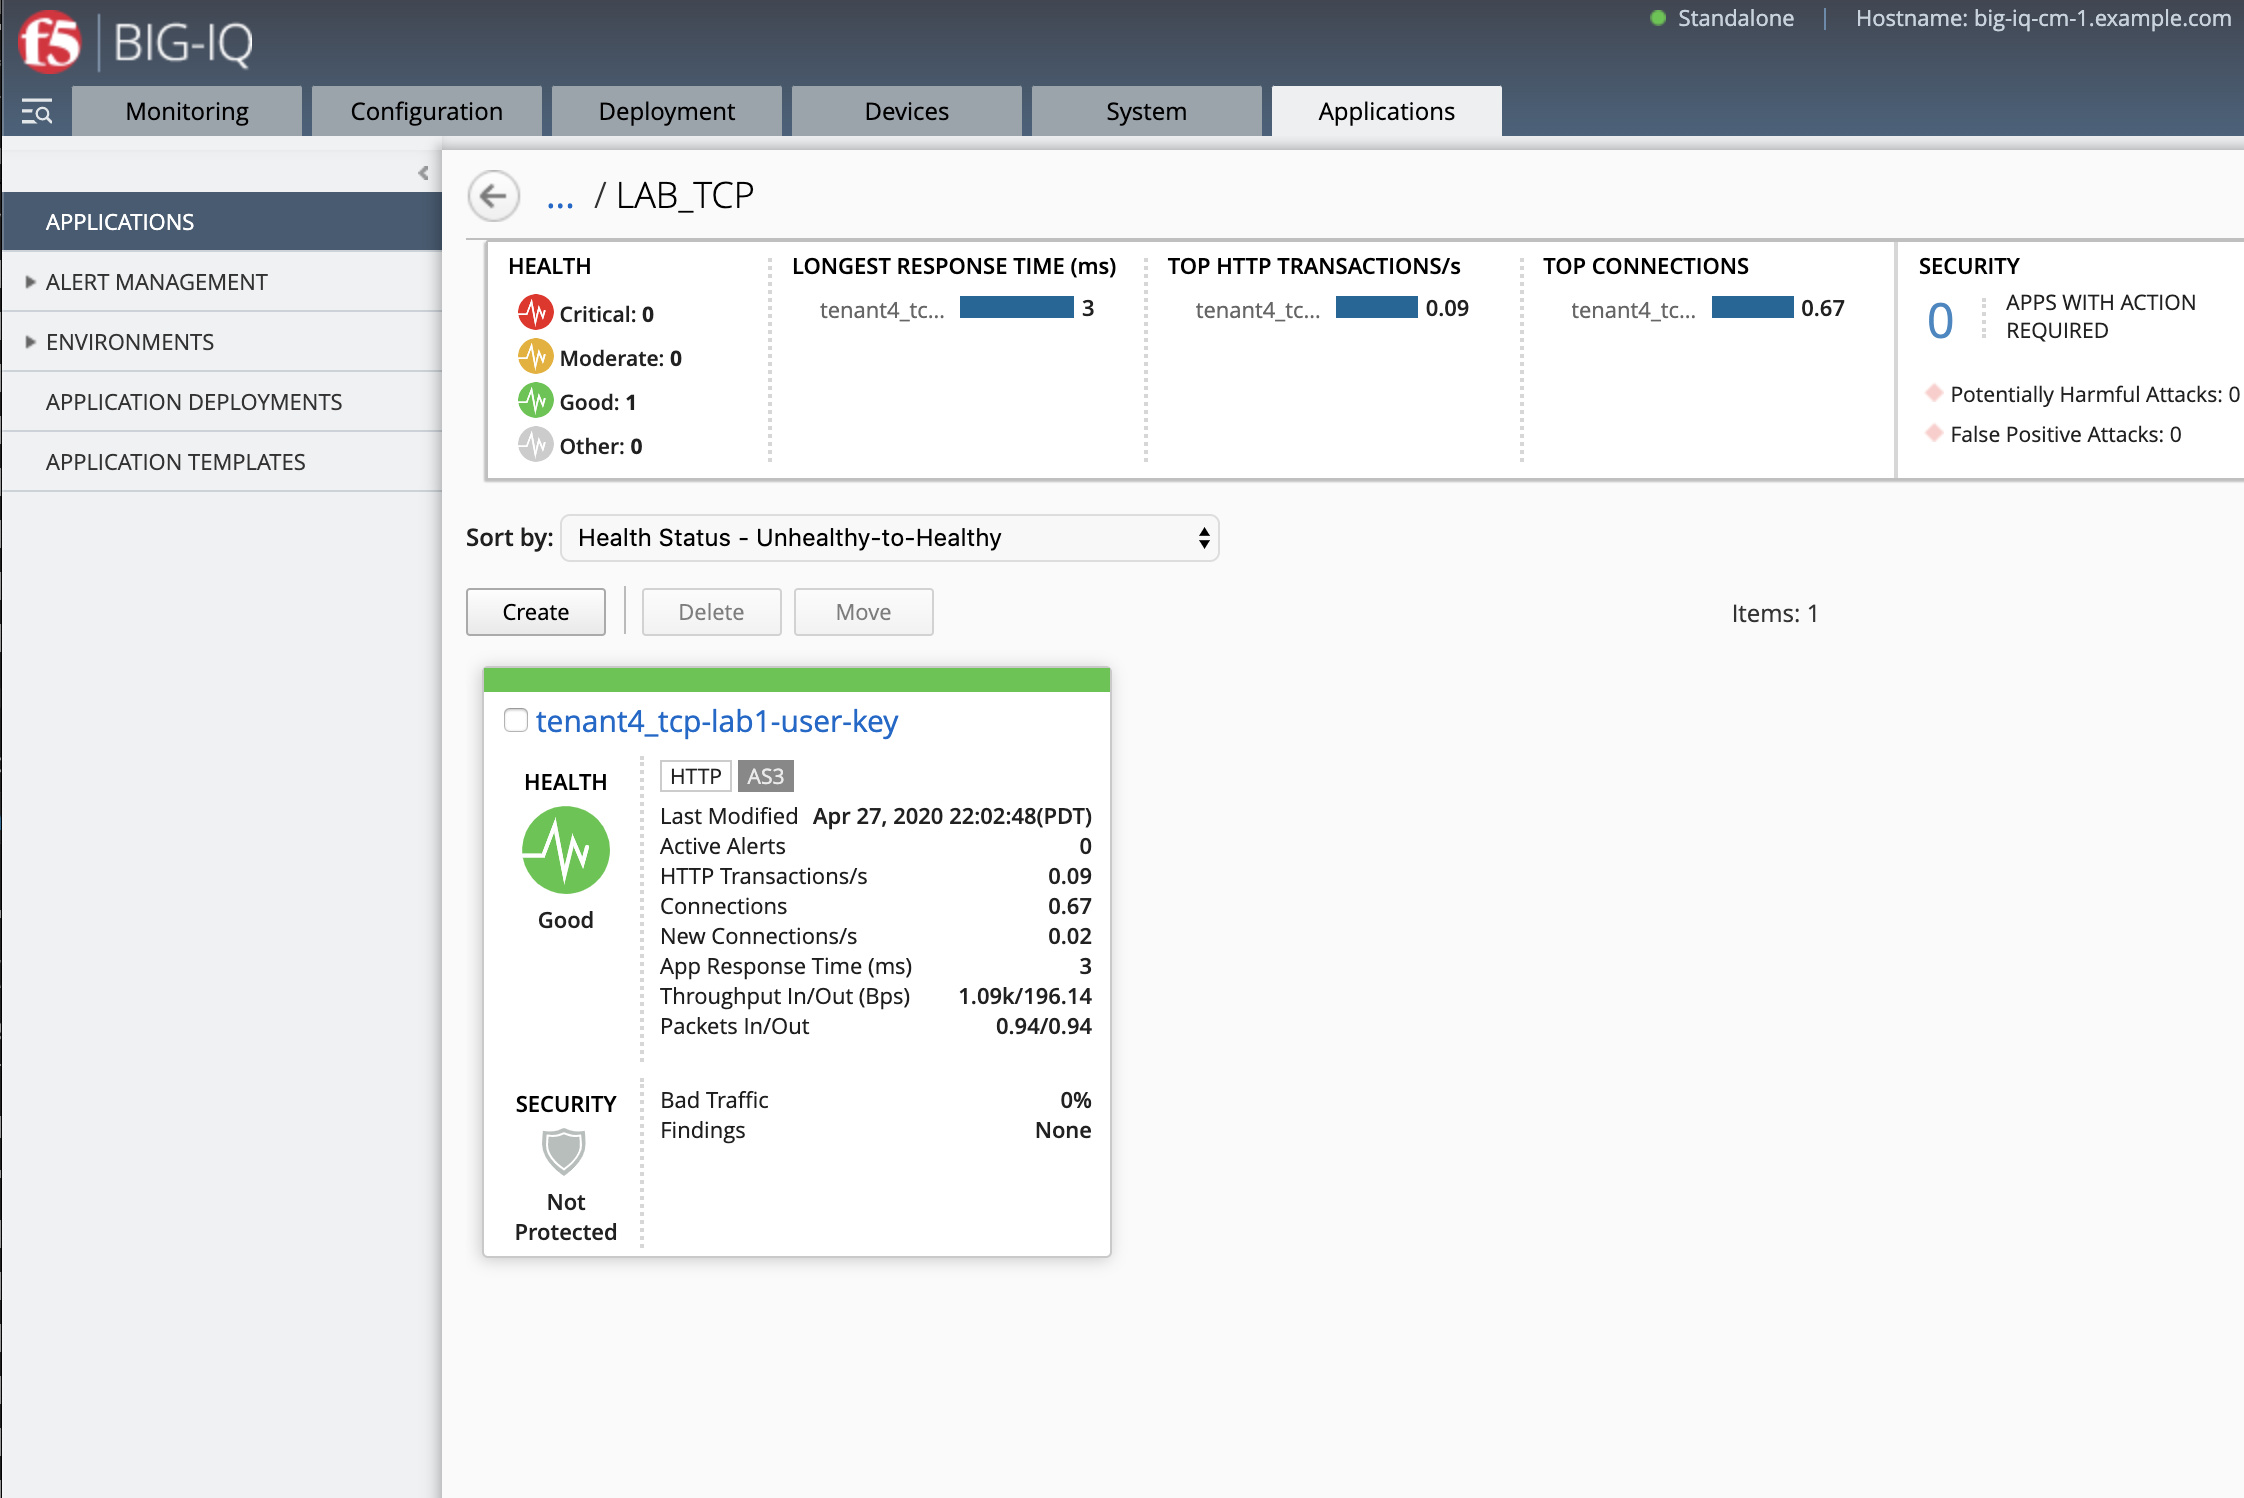 f5 BIG-IQ
Standalone | Hostname: big-iq-cm-1.example.com
Monitoring
Configuration
Deployment
Devices
System
Applications
APPLICATIONS
ALERT MANAGEMENT
ENVIRONMENTS
APPLICATION DEPLOYMENTS
APPLICATION TEMPLATES
... / LAB_TCP
HEALTH
Critical: 0
Moderate: 0
Good: 1
Other: 0
LONGEST RESPONSE TIME (ms)
tenant4_tc... 3
TOP HTTP TRANSACTIONS/s
tenant4_tc... 0.09
TOP CONNECTIONS
tenant4_tc... 0.67
SECURITY
0
APPS WITH ACTION
REQUIRED
Potentially Harmful Attacks: 0
False Positive Attacks: 0
Sort by: Health Status - Unhealthy-to-Healthy
Create
Delete
Move
Items: 1
tenant4_tcp-lab1-user-key
HEALTH
Good
HTTP AS3
Last Modified Apr 27, 2020 22:02:48(PDT)
Active Alerts 0
HTTP Transactions/s 0.09
Connections 0.67
New Connections/s 0.02
App Response Time (ms) 3
Throughput In/Out (Bps) 1.09k/196.14
Packets In/Out 0.94/0.94
SECURITY
Not
Protected
Bad Traffic 0%
Findings None